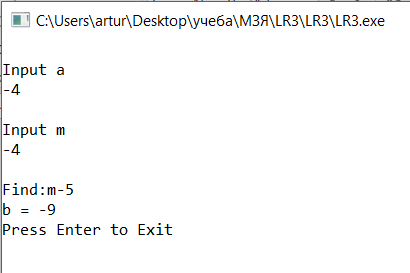 C:\Users\artur\Desktop\учеба\МЗЯ\LR3\LR3\LR3.exe
Input a
-4
Input m
-4
Find:m-5
b = -9
Press Enter to Exit